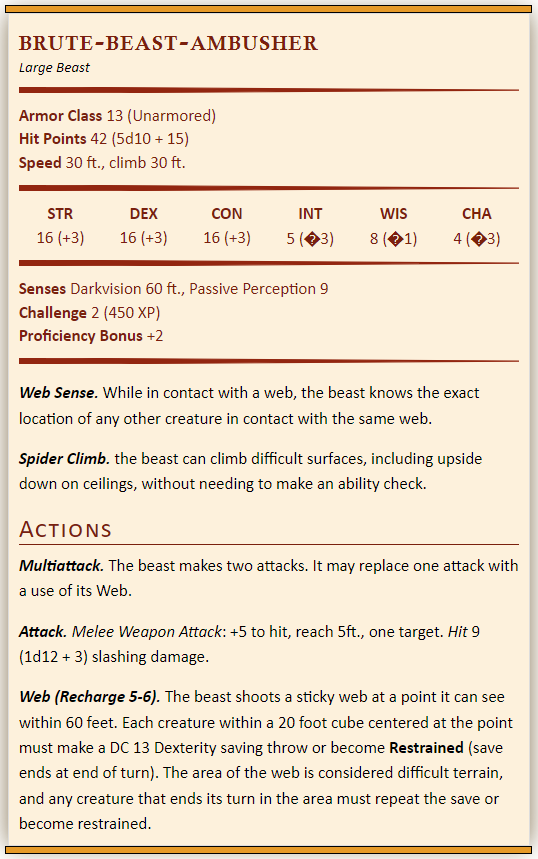 BRUTE-BEAST-AMBUSHER
Large Beast
Armor Class 13 (Unarmored)
Hit Points 42 (5d10 + 15)
Speed 30 ft., climb 30 ft.
STR DEX CON INT WIS CHA
16 (+3) 16 (+3) 16 (+3) 5 (�3) 8 (�1) 4 (�3)
Senses Darkvision 60 ft., Passive Perception 9
Challenge 2 (450 XP)
Proficiency Bonus +2
Web Sense. While in contact with a web, the beast knows the exact
location of any other creature in contact with the same web.
Spider Climb. the beast can climb difficult surfaces, including upside
down on ceilings, without needing to make an ability check.
ACTIONS
Multiattack. The beast makes two attacks. It may replace one attack with
a use of its Web.
Attack. Melee Weapon Attack: +5 to hit, reach 5ft., one target. Hit 9
(1d12 + 3) slashing damage.
Web (Recharge 5-6). The beast shoots a sticky web at a point it can see
within 60 feet. Each creature within a 20 foot cube centered at the point
must make a DC 13 Dexterity saving throw or become Restrained (save
ends at end of turn). The area of the web is considered difficult terrain,
and any creature that ends its turn in the area must repeat the save or
become restrained.